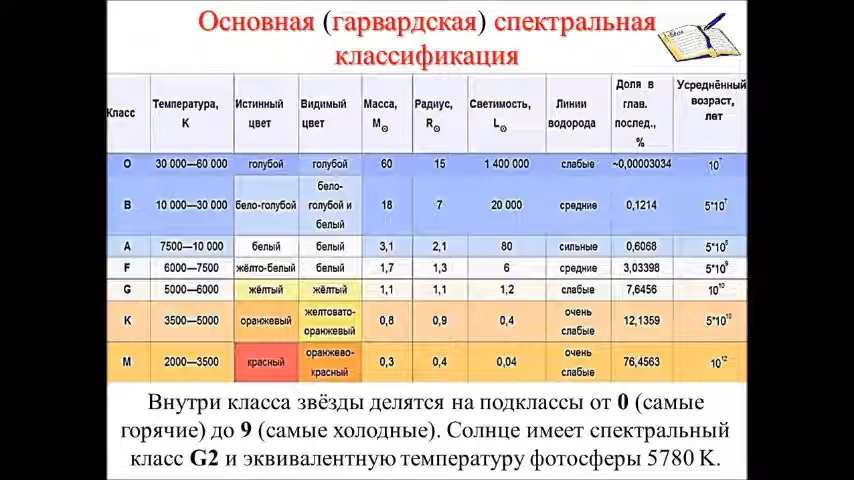 Основная (гарвардская) спектральная
классификация
Класс | Температура, K | Истинный цвет | Видимый цвет | Масса, M☉ | Радиус, R☉ | Светимость, L☉ | Линии водорода | Доля в глав. послед., % | Усреднённый возраст, лет
O | 30 000—60 000 | голубой | голубой | 60 | 15 | 1 400 000 | слабые | ~0,00003034 | 10⁷
B | 10 000—30 000 | бело-голубой | бело-голубой и белый | 18 | 7 | 20 000 | средние | 0,1214 | 5*10⁷
A | 7500—10 000 | белый | белый | 3,1 | 2,1 | 80 | сильные | 0,6068 | 5*10⁸
F | 6000—7500 | жёлто-белый | белый | 1,7 | 1,3 | 6 | средние | 3,03398 | 5*10⁹
G | 5000—6000 | жёлтый | жёлтый | 1,1 | 1,1 | 1,2 | слабые | 7,6456 | 10¹⁰
K | 3500—5000 | оранжевый | желтовато-оранжевый | 0,8 | 0,9 | 0,4 | очень слабые | 12,1359 | 5*10¹⁰
M | 2000—3500 | красный | оранжево-красный | 0,3 | 0,4 | 0,04 | очень слабые | 76,4563 | 10¹²
Внутри класса звёзды делятся на подклассы от 0 (самые
горячие) до 9 (самые холодные). Солнце имеет спектральный
класс G2 и эквивалентную температуру фотосферы 5780 K.